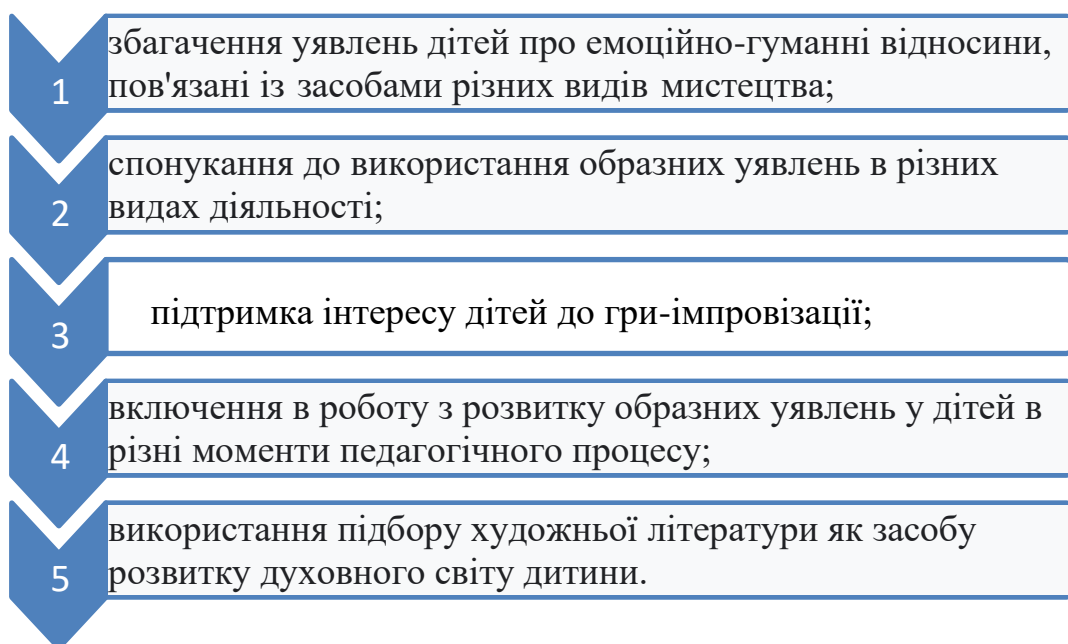 збагачення уявлень дітей про емоційно-гуманні відносини,
1
пов'язані із засобами різних видів мистецтва;
спонукання до використання образних уявлень в різних
2
видах діяльності;
3
підтримка інтересу дітей до гри-імпровізації;
включення в роботу з розвитку образних уявлень у дітей в
4
різні моменти педагогічного процесу;
використання підбору художньої літератури як засобу
5
розвитку духовного світу дитини.